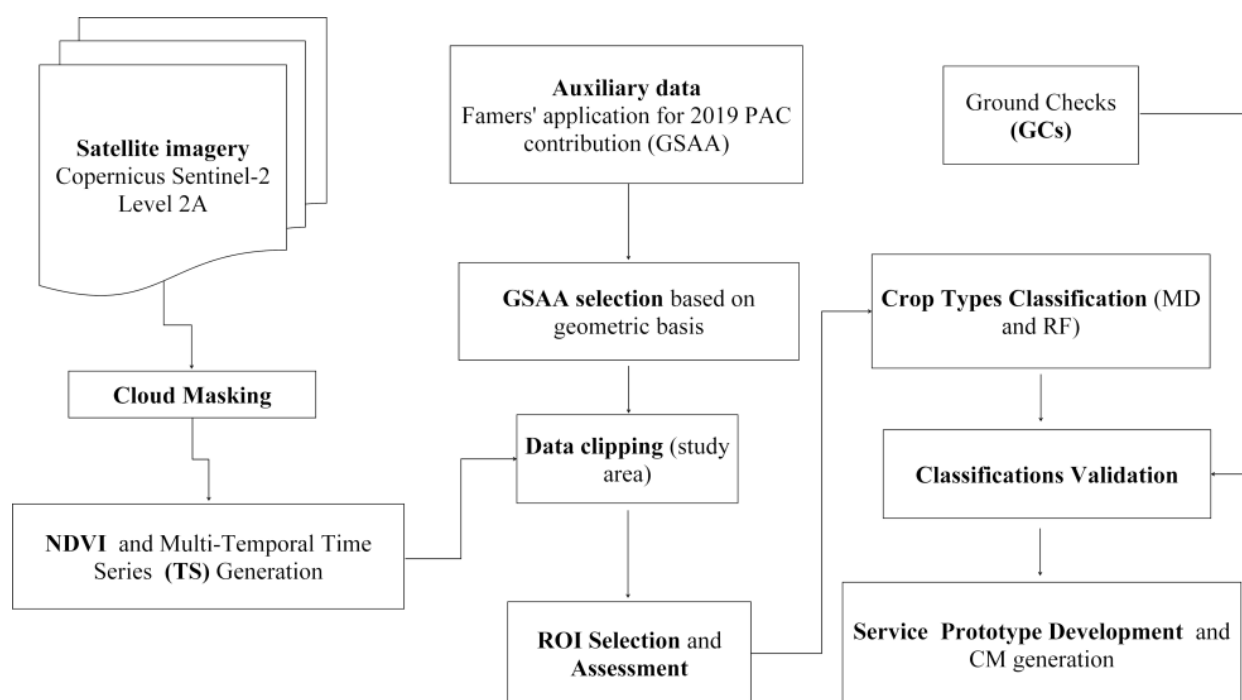 Satellite imagery
Copernicus Sentinel-2
Level 2A
Cloud Masking
NDVI and Multi-Temporal Time
Series (TS) Generation
Auxiliary data
Famers' application for 2019 PAC
contribution (GSAA)
GSAA selection based on
geometric basis
Data clipping (study
area)
ROI Selection and
Assessment
Ground Checks
(GCs)
Crop Types Classification (MD
and RF)
Classifications Validation
Service Prototype Development and
CM generation